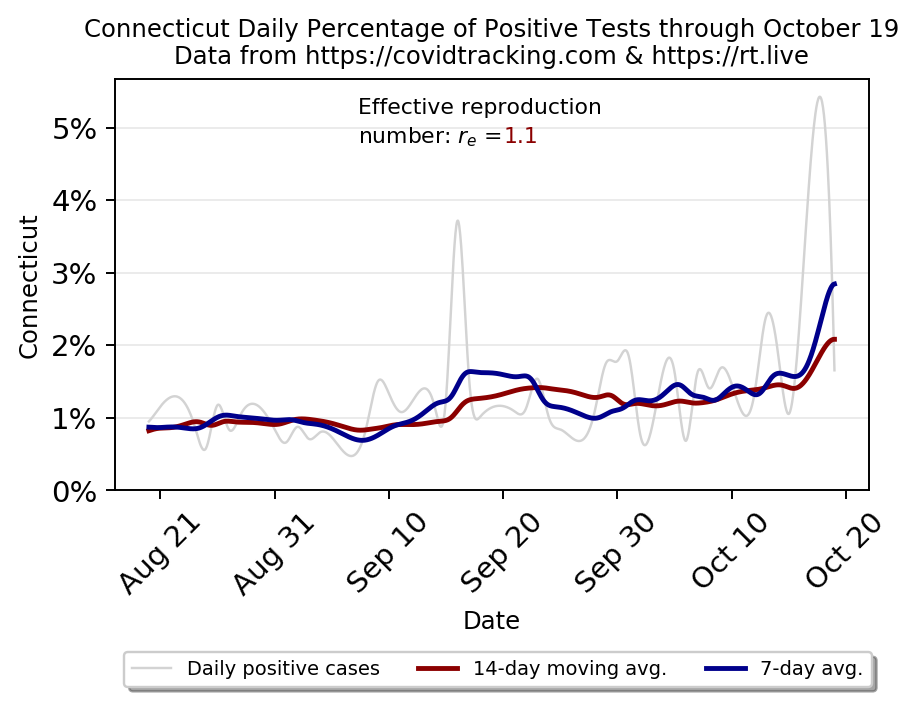 Connecticut Daily Percentage of Positive Tests through October 19
Data from https://covidtracking.com & https://rt.live
Effective reproduction
number: rₑ =1.1
5%
4%
3%
2%
1%
0%
Connecticut
Aug 21
Aug 31
Sep 10
Sep 20
Sep 30
Oct 10
Oct 20
Date
Daily positive cases
14-day moving avg.
7-day avg.